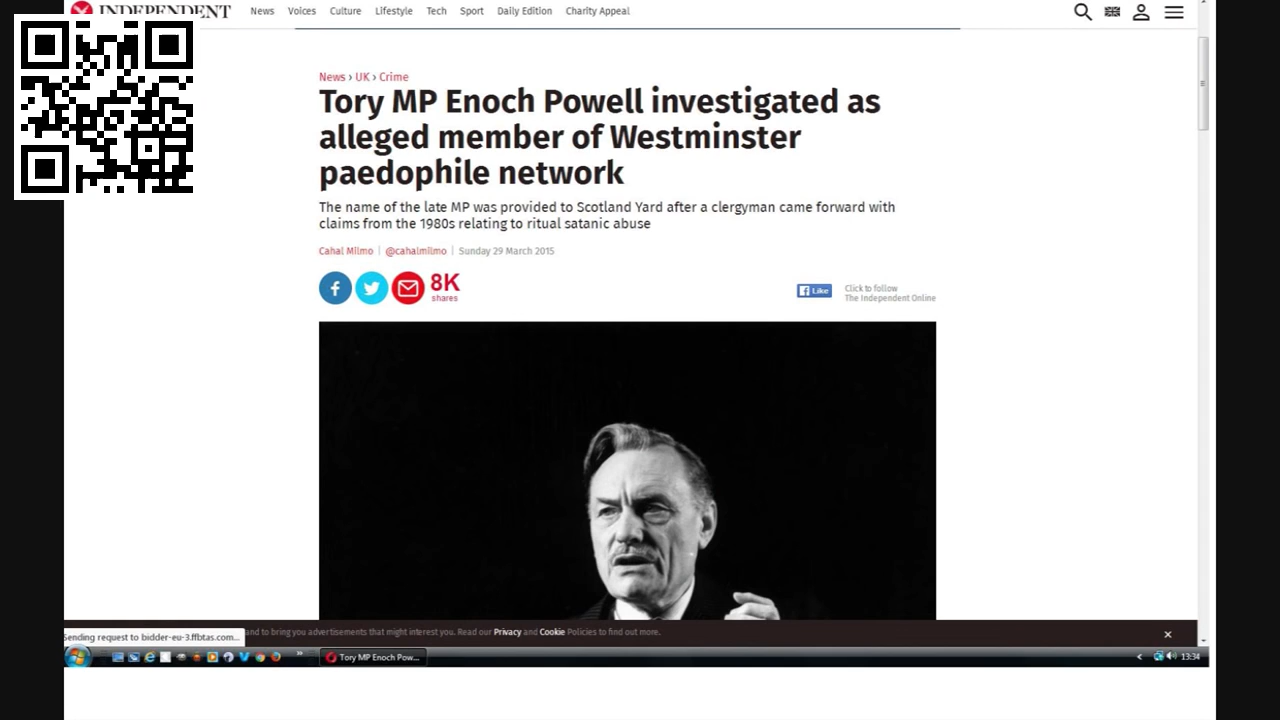 INDEPENDENT
News Voices Culture Lifestyle Tech Sport Daily Edition Charity Appeal
News › UK › Crime
Tory MP Enoch Powell investigated as
alleged member of Westminster
paedophile network
The name of the late MP was provided to Scotland Yard after a clergyman came forward with
claims from the 1980s relating to ritual satanic abuse
Cahal Milmo | @cahalmilmo | Sunday 29 March 2015
8K
shares
Like
Click to follow
The Independent Online
and to bring you advertisements that might interest you. Read our Privacy and Cookie Policies to find out more.
Sending request to bidder-eu-3.ffbtas.com...
Tory MP Enoch Pow...
13:34